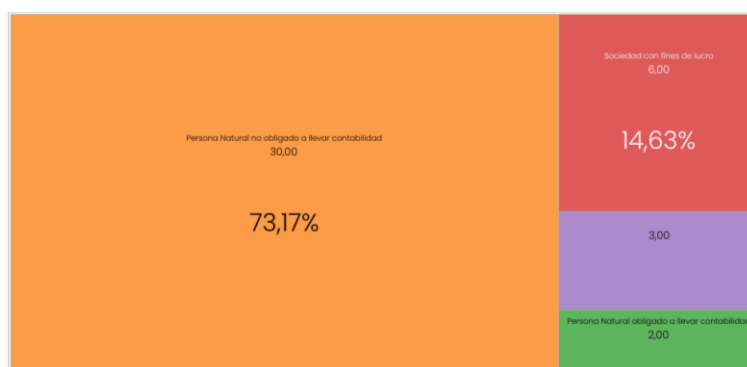 Persona Natural no obligado a llevar contabilidad
30,00
73,17%
Sociedad con fines de lucro
6,00
14,63%
3,00
Persona Natural obligado a llevar contabilidad
2,00